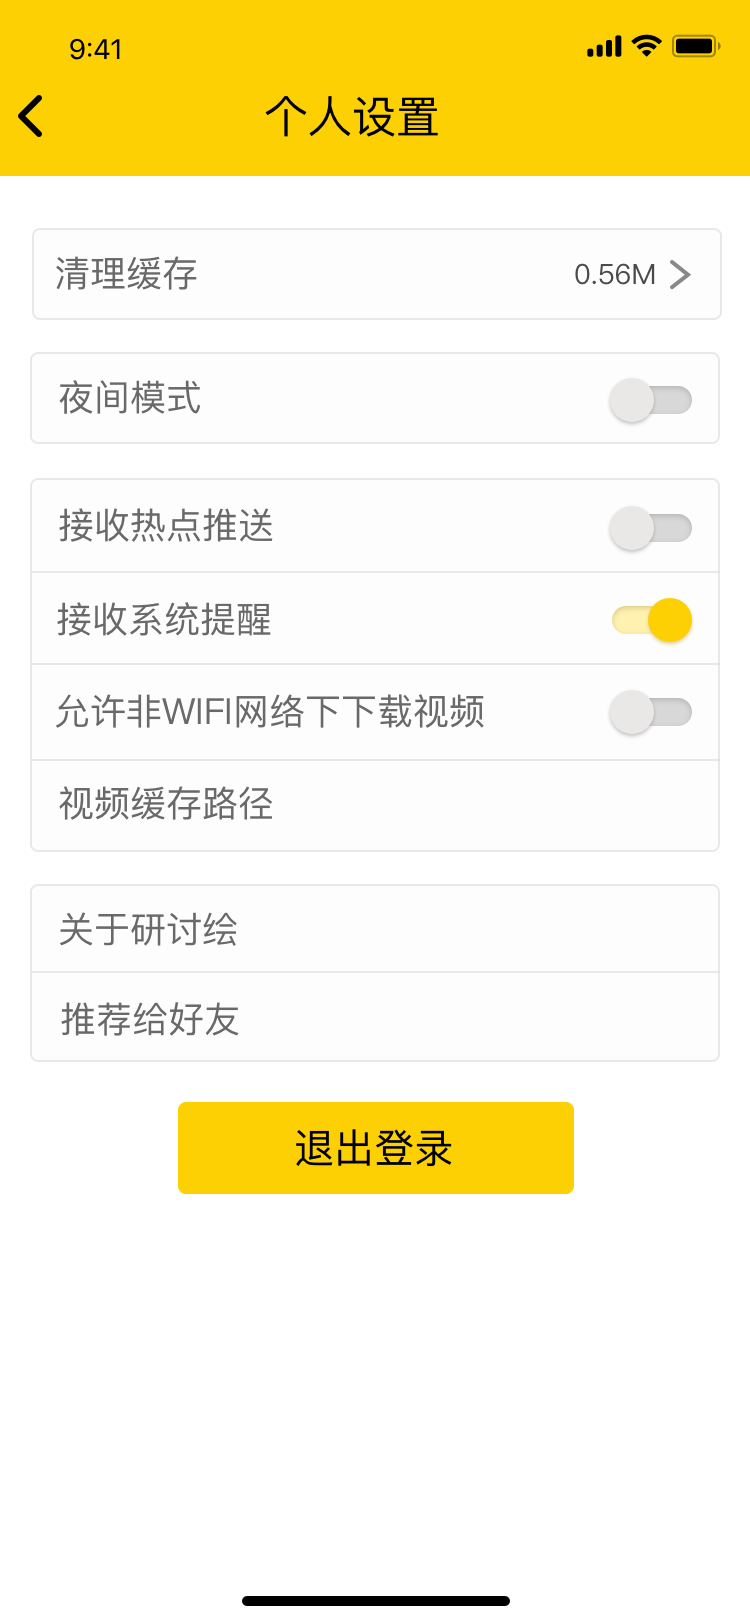 9:41
个人设置
清理缓存 0.56M
夜间模式
接收热点推送
接收系统提醒
允许非WIFI网络下下载视频
视频缓存路径
关于研讨绘
推荐给好友
退出登录